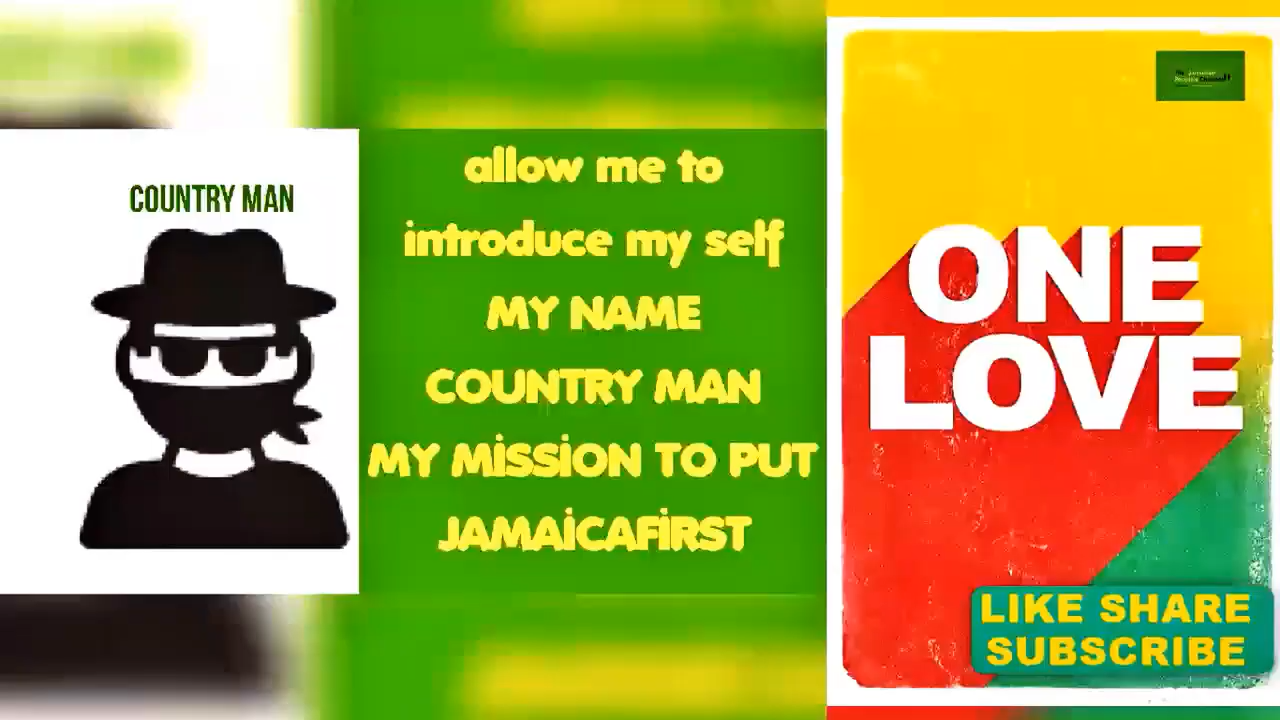 COUNTRY MAN
allow me to
introduce my self
MY NAME
COUNTRY MAN
MY MiSSiON TO PUT
JAMAiCAFiRST
ONE
LOVE
LIKE SHARE
SUBSCRIBE